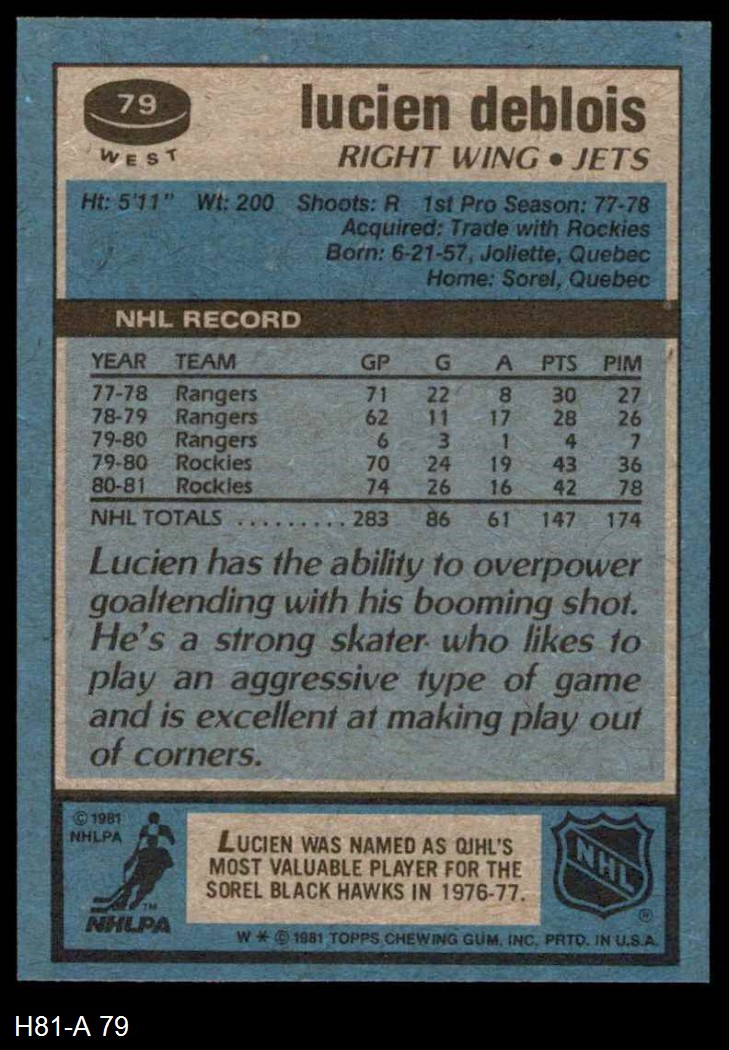 79
WEST
lucien deblois
RIGHT WING • JETS
Ht: 5'11" Wt: 200 Shoots: R 1st Pro Season: 77-78
Acquired: Trade with Rockies
Born: 6-21-57, Joliette, Quebec
Home: Sorel, Quebec
NHL RECORD
YEAR TEAM GP G A PTS PIM
77-78 Rangers 71 22 8 30 27
78-79 Rangers 62 11 17 28 26
79-80 Rangers 6 3 1 4 7
79-80 Rockies 70 24 19 43 36
80-81 Rockies 74 26 16 42 78
NHL TOTALS .......... 283 86 61 147 174
Lucien has the ability to overpower
goaltending with his booming shot.
He's a strong skater who likes to
play an aggressive type of game
and is excellent at making play out
of corners.
© 1981
NHLPA
TM
NHLPA
LUCIEN WAS NAMED AS QJHL'S
MOST VALUABLE PLAYER FOR THE
SOREL BLACK HAWKS IN 1976-77.
NHL
®
W * © 1981 TOPPS CHEWING GUM, INC. PRTD. IN U.S.A.
H81-A 79